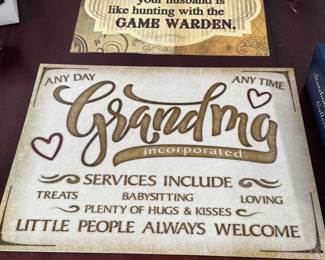 your husband is
like hunting with the
GAME WARDEN.
ANY DAY
ANY TIME
Grandma
incorporated
SERVICES INCLUDE
TREATS BABYSITTING LOVING
PLENTY OF HUGS & KISSES
LITTLE PEOPLE ALWAYS WELCOME